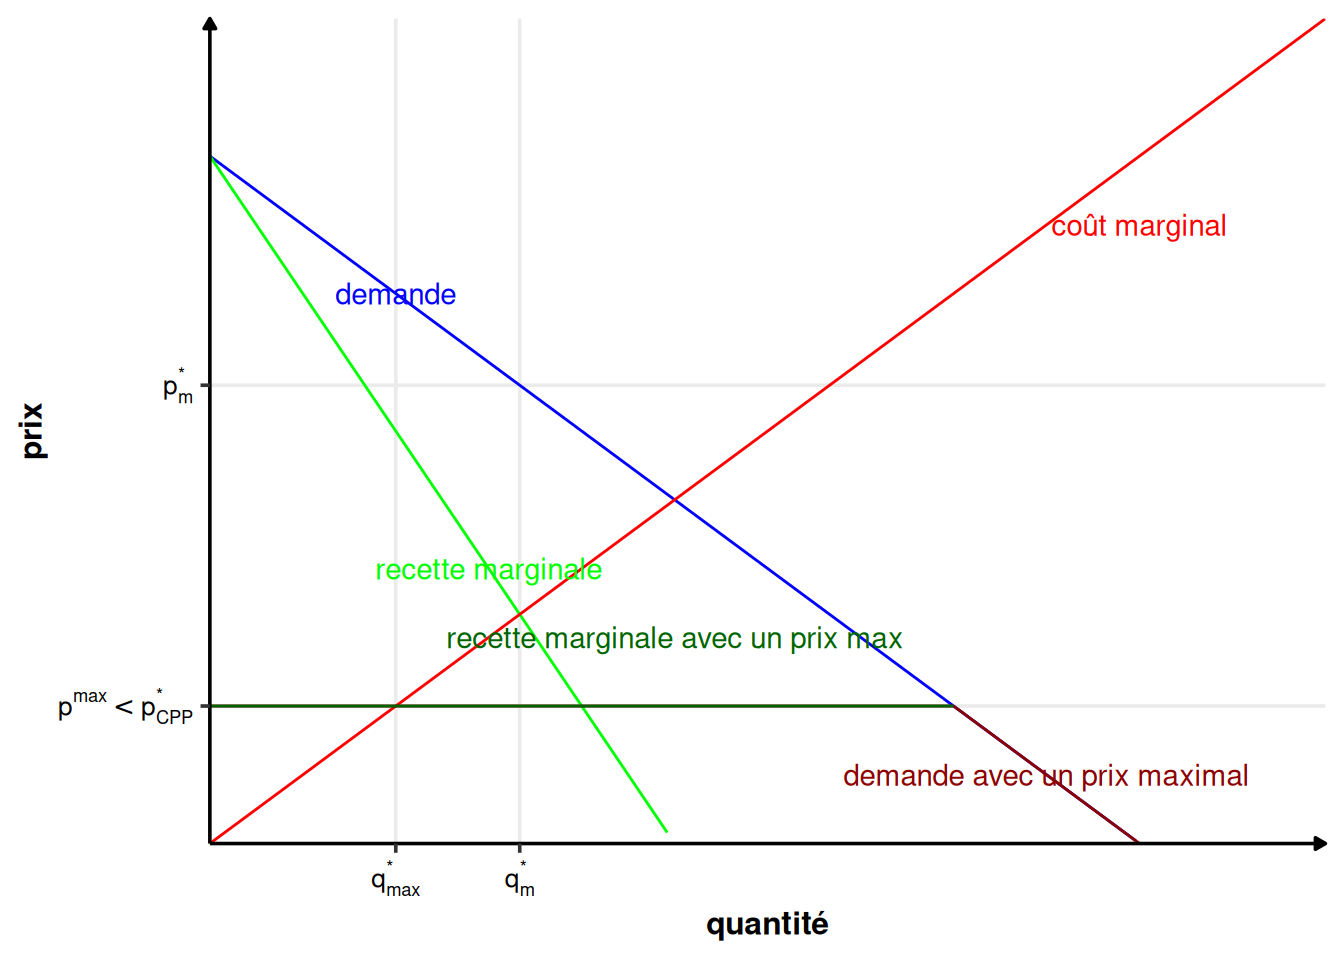 coût marginal
demande
p*m
prix
recette marginale
recette marginale avec un prix max
pmax < p*CPP
demande avec un prix maximal
q*max
q*m
quantité